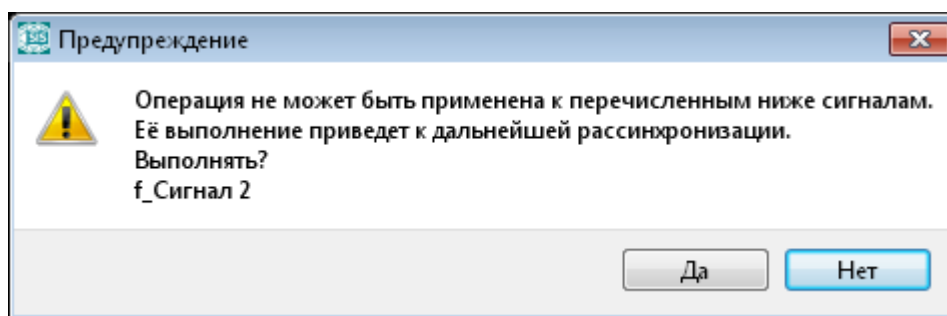 SIS
Предупреждение
Операция не может быть применена к перечисленным ниже сигналам.
Её выполнение приведет к дальнейшей рассинхронизации.
Выполнять?
f_Сигнал 2
Да
Нет